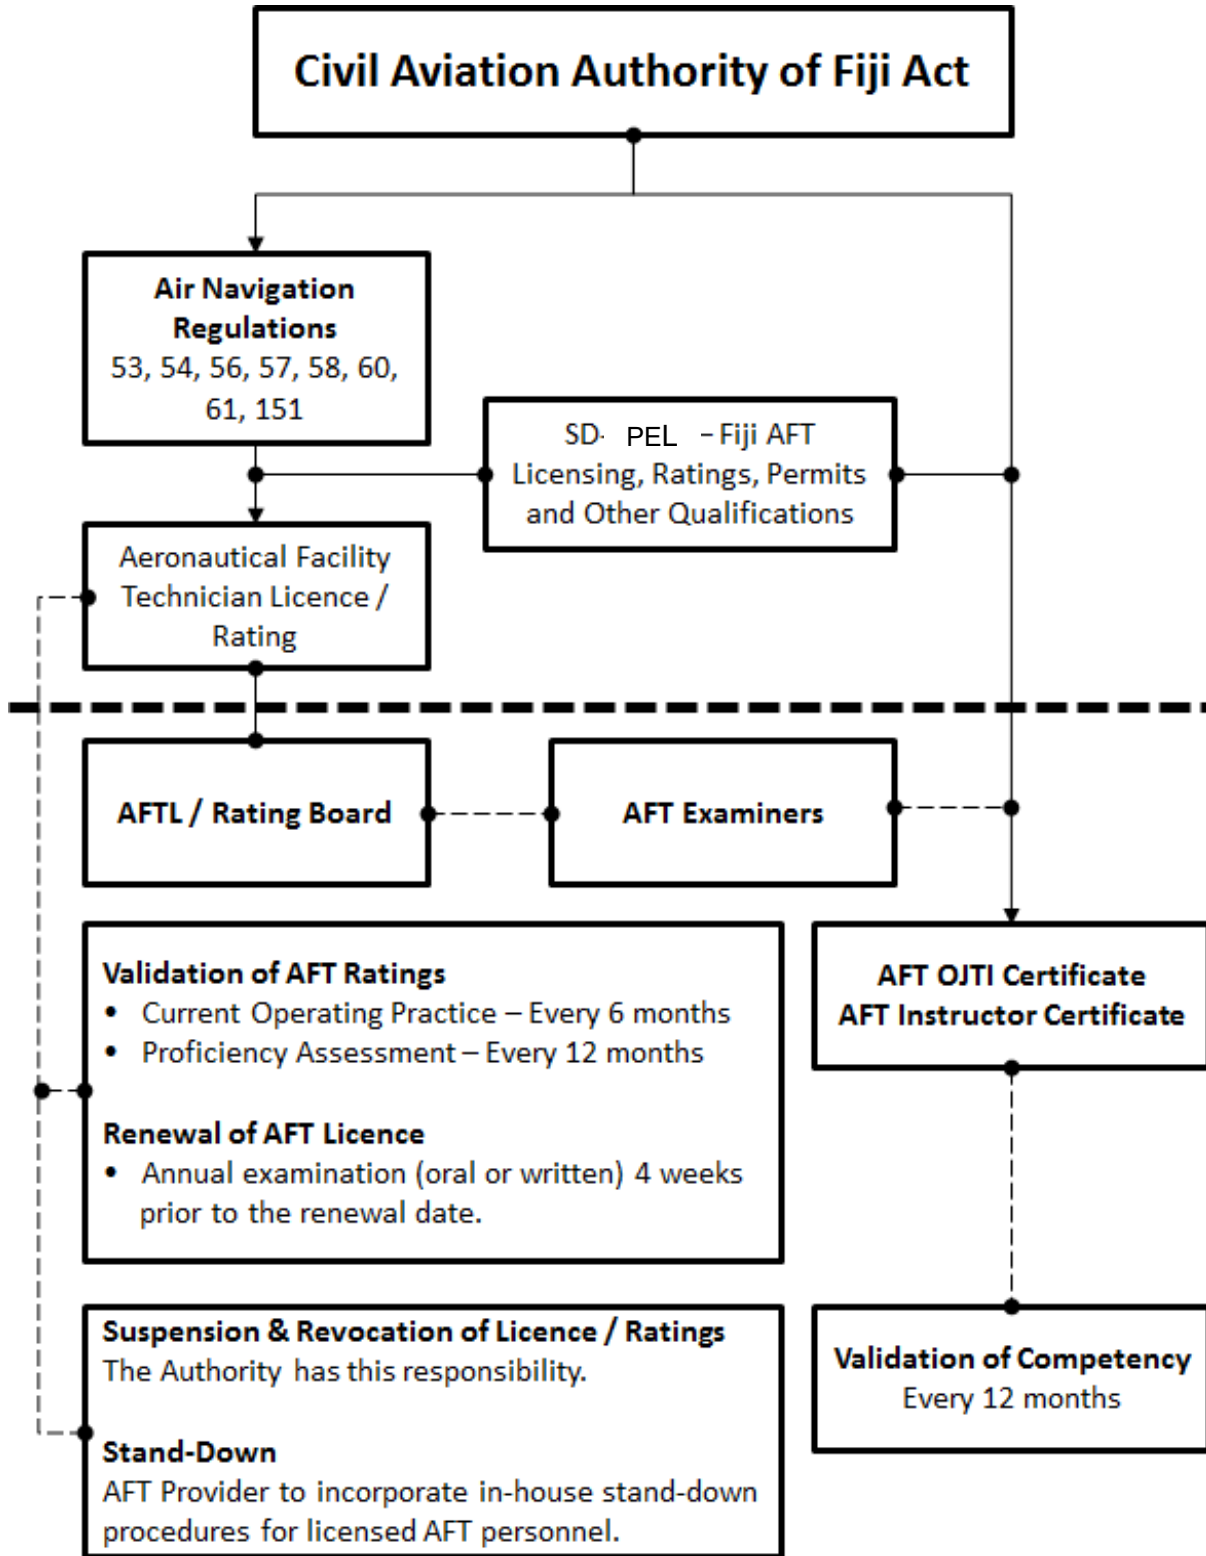 Civil Aviation Authority of Fiji Act
Air Navigation
Regulations
53, 54, 56, 57, 58, 60,
61, 151
SD- PEL – Fiji AFT
Licensing, Ratings, Permits
and Other Qualifications
Aeronautical Facility
Technician Licence /
Rating
AFTL / Rating Board
AFT Examiners
Validation of AFT Ratings
• Current Operating Practice – Every 6 months
• Proficiency Assessment – Every 12 months
Renewal of AFT Licence
• Annual examination (oral or written) 4 weeks
prior to the renewal date.
AFT OJTI Certificate
AFT Instructor Certificate
Suspension & Revocation of Licence / Ratings
The Authority has this responsibility.
Stand-Down
AFT Provider to incorporate in-house stand-down
procedures for licensed AFT personnel.
Validation of Competency
Every 12 months